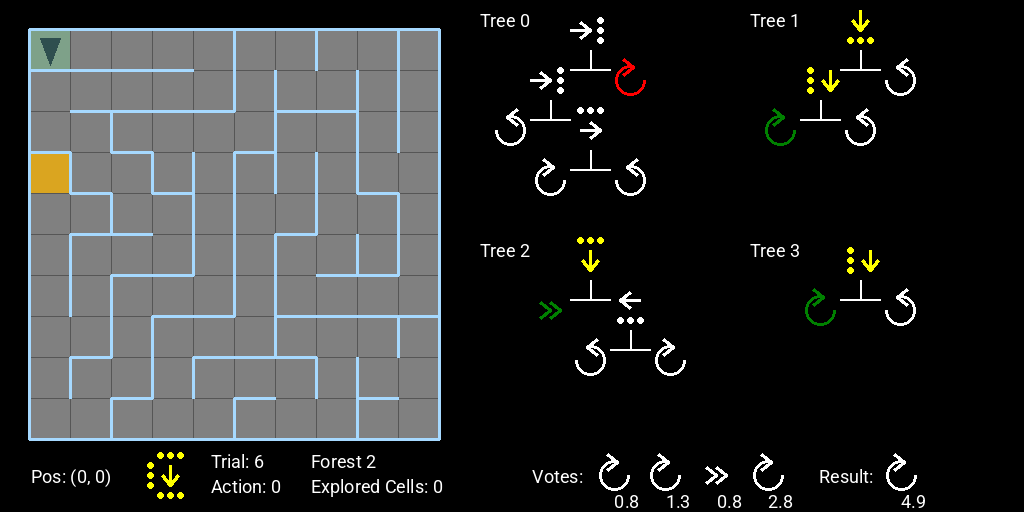 Tree 0
Tree 1
Tree 2
Tree 3
Pos: (0, 0)
Trial: 6
Forest 2
Action: 0
Explored Cells: 0
Votes:
0.8
1.3
0.8
2.8
Result:
4.9